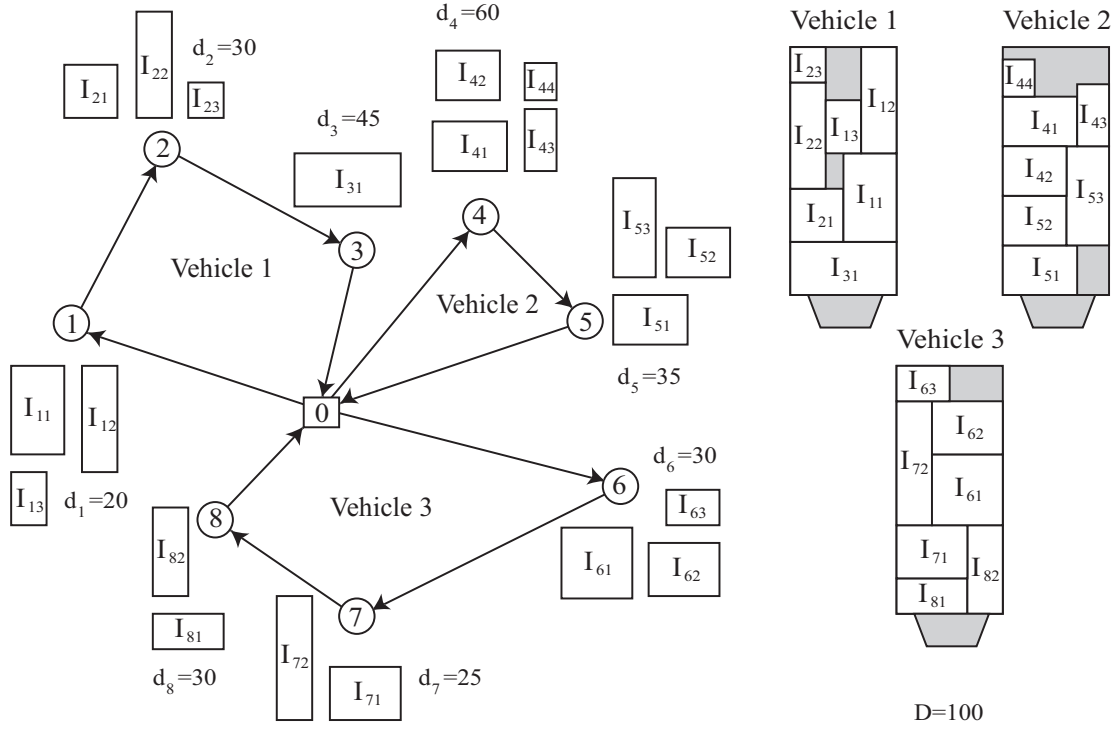 d₄=60
Vehicle 1
Vehicle 2
I₂₁
I₂₂
d₂=30
I₂₃
I₄₂
I₄₄
d₃=45
I₄₁
I₄₃
2
I₃₁
4
3
Vehicle 1
I₅₃
I₅₂
Vehicle 2
1
5
I₅₁
d₅=35
I₁₁
I₁₂
0
I₁₃
d₁=20
8
Vehicle 3
6
d₆=30
I₆₃
I₈₂
I₆₁
I₆₂
I₈₁
7
I₇₂
d₈=30
I₇₁
d₇=25
I₂₃
I₁₂
I₂₂
I₁₃
I₂₁
I₁₁
I₃₁
I₄₄
I₄₁
I₄₃
I₄₂
I₅₃
I₅₂
I₅₁
Vehicle 3
I₆₃
I₆₂
I₇₂
I₆₁
I₇₁
I₈₂
I₈₁
D=100